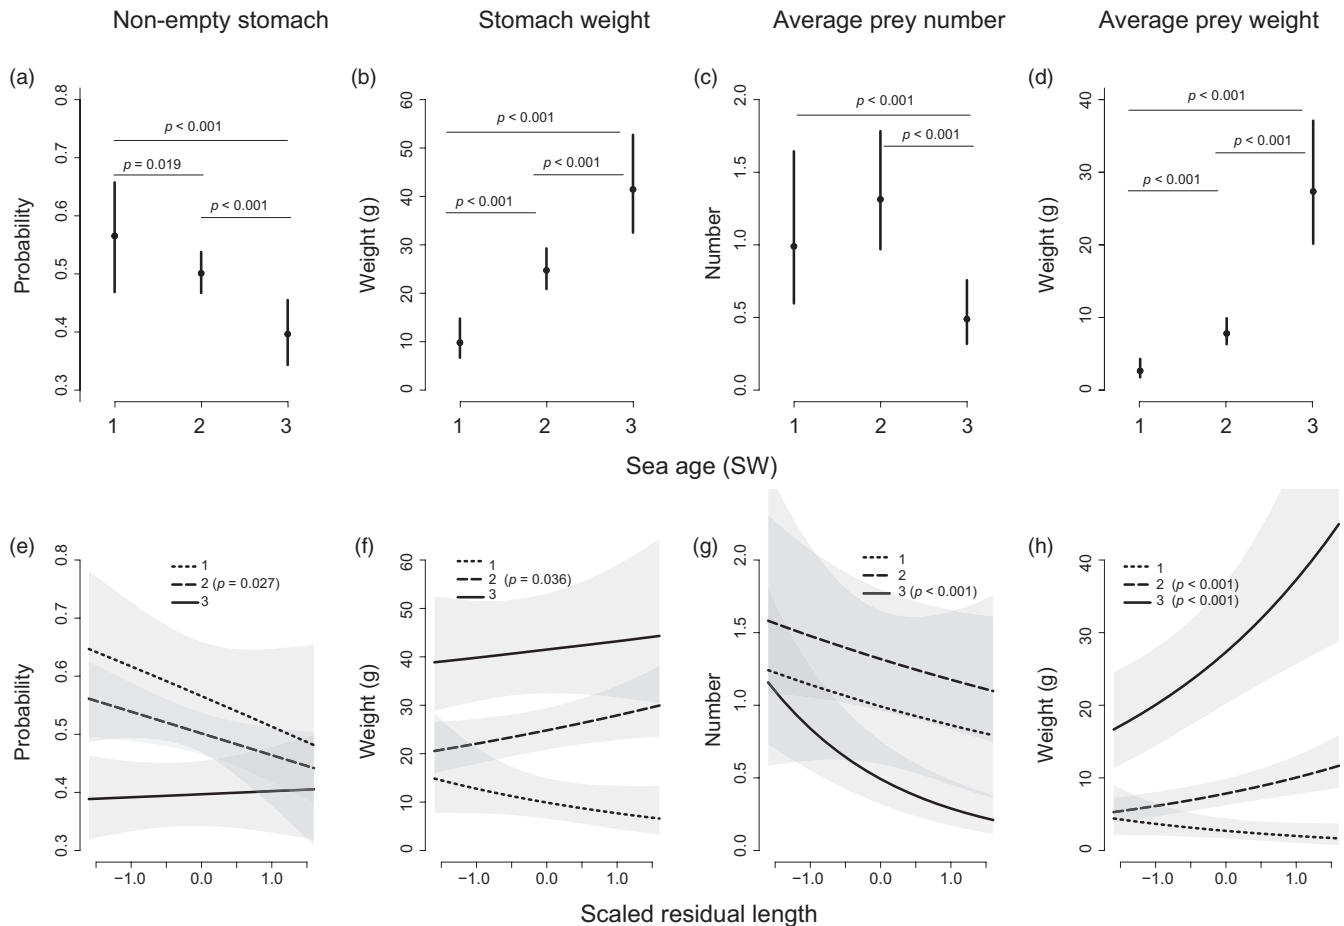 Non-empty stomach
Stomach weight
Average prey number
Average prey weight
(a)
Probability
0.3 0.4 0.5 0.6 0.7 0.8
p < 0.001
p = 0.019
p < 0.001
1 2 3
(b)
Weight (g)
0 10 20 30 40 50 60
p < 0.001
p < 0.001
p < 0.001
1 2 3
(c)
Number
0.0 0.5 1.0 1.5 2.0
p < 0.001
p < 0.001
1 2 3
(d)
Weight (g)
0 10 20 30 40
p < 0.001
p < 0.001
p < 0.001
1 2 3
Sea age (SW)
(e)
Probability
0.3 0.4 0.5 0.6 0.7 0.8
1
2 (p = 0.027)
3
−1.0 0.0 1.0
(f)
Weight (g)
0 10 20 30 40 50 60
1
2 (p = 0.036)
3
−1.0 0.0 1.0
(g)
Number
0.0 0.5 1.0 1.5 2.0
1
2
3 (p < 0.001)
−1.0 0.0 1.0
(h)
Weight (g)
0 10 20 30 40
1
2 (p < 0.001)
3 (p < 0.001)
−1.0 0.0 1.0
Scaled residual length